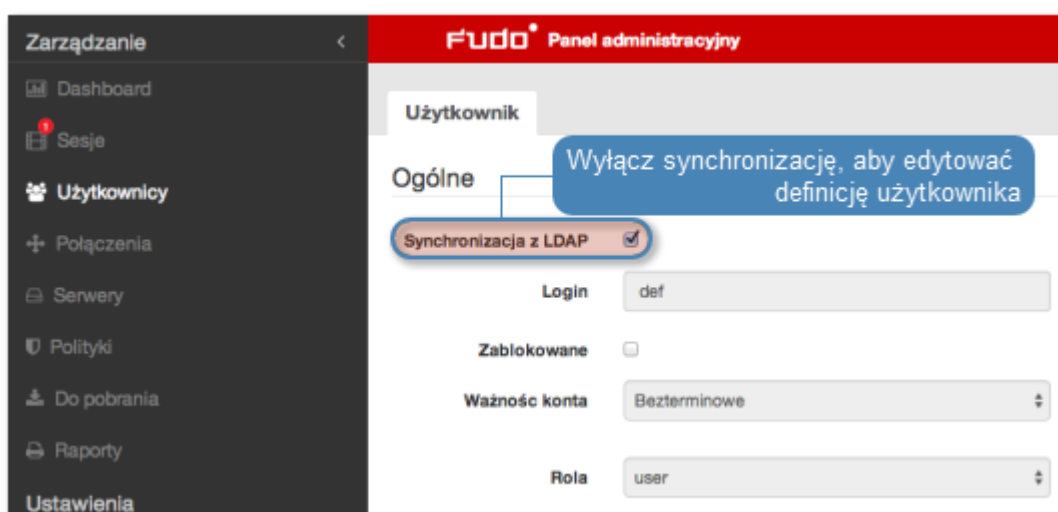 Zarządzanie <
FUDO Panel administracyjny
Dashboard
1
Sesje
Użytkownicy
Połączenia
Serwery
Polityki
Do pobrania
Raporty
Ustawienia
Użytkownik
Ogólne
Wyłącz synchronizację, aby edytować
definicję użytkownika
Synchronizacja z LDAP
Login def
Zablokowane
Ważnośc konta Bezterminowe
Rola user